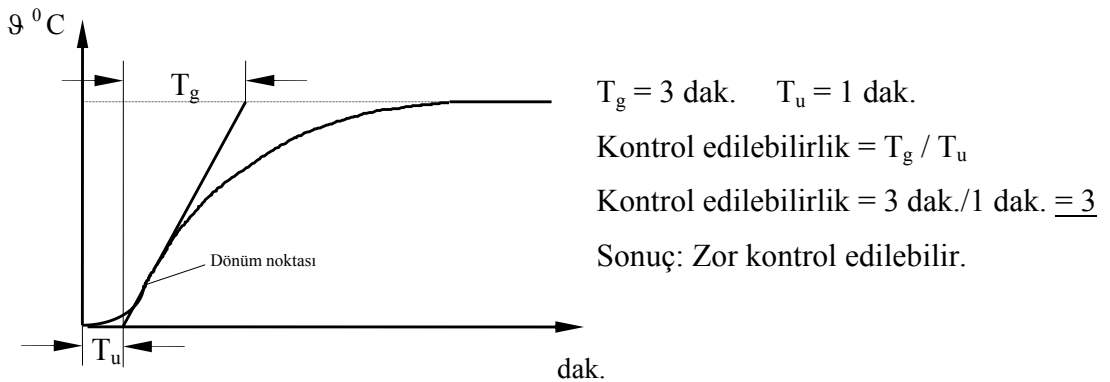 ϑ ⁰C
T_g
T_g = 3 dak. T_u = 1 dak.
Kontrol edilebilirlik = T_g / T_u
Kontrol edilebilirlik = 3 dak./1 dak. = 3
Sonuç: Zor kontrol edilebilir.
Dönüm noktası
T_u
dak.